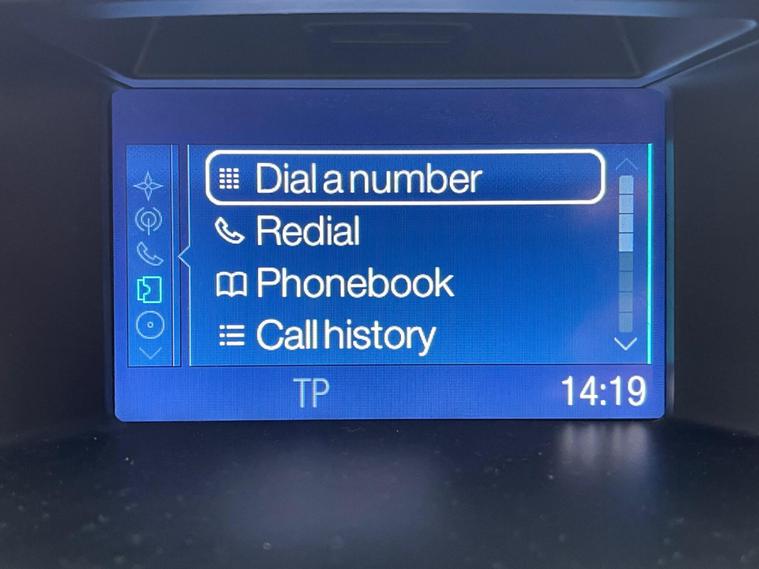 Dial a number
Redial
Phonebook
Call history
TP 14:19